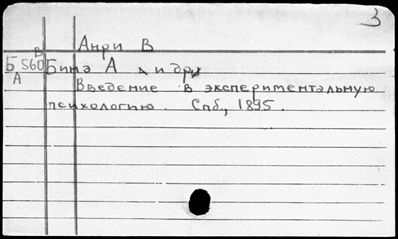 3
Анри В
В
Б 560 Бинэ А и др
А Введение в экспериментальную
психологию. Спб, 1895.